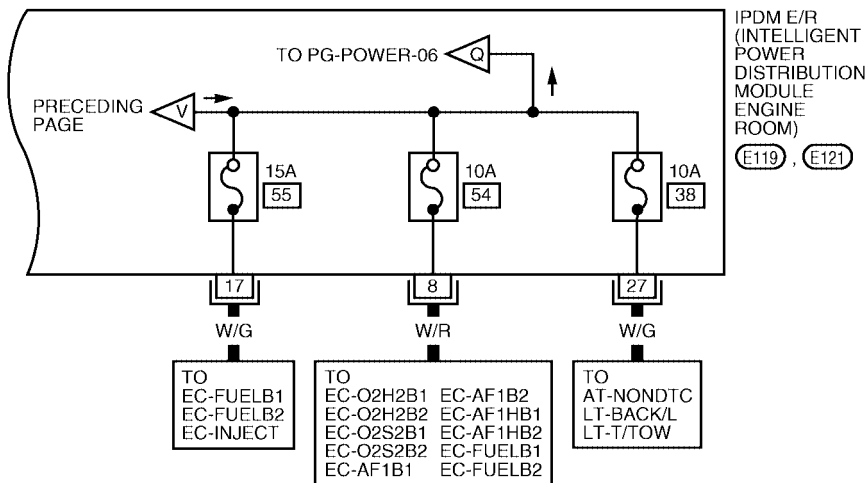 IPDM E/R
(INTELLIGENT
POWER
DISTRIBUTION
MODULE
ENGINE
ROOM)
E119 , E121
TO PG-POWER-06 Q
PRECEDING
PAGE
V
15A
55
10A
54
10A
38
17
8
27
W/G
W/R
W/G
TO
EC-FUELB1
EC-FUELB2
EC-INJECT
TO
EC-O2H2B1 EC-AF1B2
EC-O2H2B2 EC-AF1HB1
EC-O2S2B1 EC-AF1HB2
EC-O2S2B2 EC-FUELB1
EC-AF1B1 EC-FUELB2
TO
AT-NONDTC
LT-BACK/L
LT-T/TOW